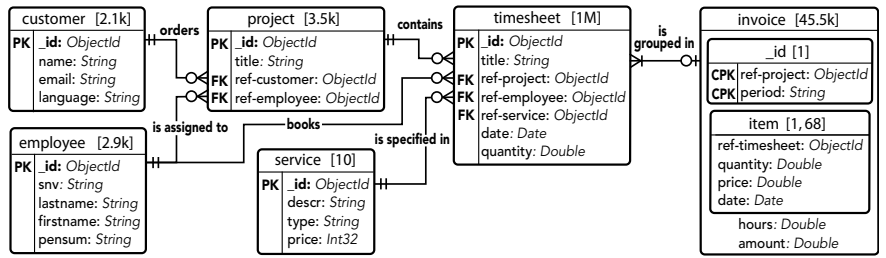 customer [2.1k]
PK _id: ObjectId
name: String
email: String
language: String
orders
project [3.5k]
PK _id: ObjectId
title: String
FK ref-customer: ObjectId
FK ref-employee: ObjectId
contains
timesheet [1M]
PK _id: ObjectId
title: String
FK ref-project: ObjectId
FK ref-employee: ObjectId
FK ref-service: ObjectId
date: Date
quantity: Double
is
grouped in
invoice [45.5k]
_id [1]
CPK ref-project: ObjectId
CPK period: String
item [1, 68]
ref-timesheet: ObjectId
quantity: Double
price: Double
date: Date
hours: Double
amount: Double
is assigned to
books
is specified in
employee [2.9k]
PK _id: ObjectId
snv: String
lastname: String
firstname: String
pensum: String
service [10]
PK _id: ObjectId
descr: String
type: String
price: Int32